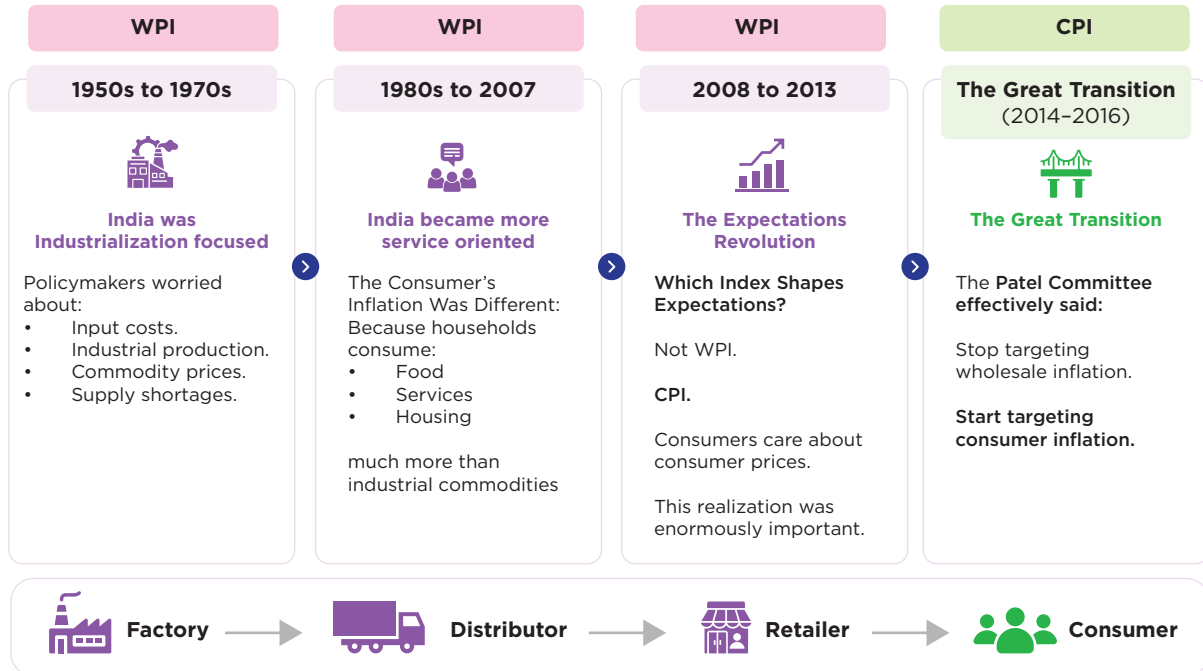 WPI
1950s to 1970s
India was
Industrialization focused
Policymakers worried
about:
• Input costs.
• Industrial production.
• Commodity prices.
• Supply shortages.
WPI
1980s to 2007
India became more
service oriented
The Consumer's
Inflation Was Different:
Because households
consume:
• Food
• Services
• Housing
much more than
industrial commodities
WPI
2008 to 2013
The Expectations
Revolution
Which Index Shapes
Expectations?
Not WPI.
CPI.
Consumers care about
consumer prices.
This realization was
enormously important.
CPI
The Great Transition
(2014–2016)
The Great Transition
The Patel Committee
effectively said:
Stop targeting
wholesale inflation.
Start targeting
consumer inflation.
Factory
Distributor
Retailer
Consumer